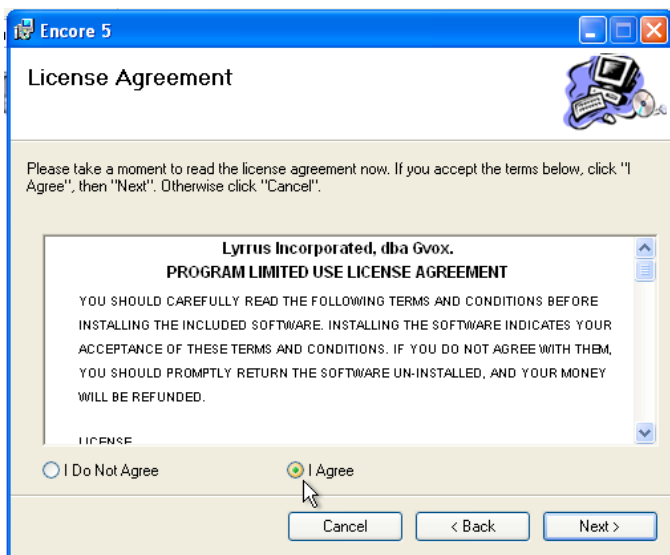 Encore 5
License Agreement
Please take a moment to read the license agreement now. If you accept the terms below, click "I
Agree", then "Next". Otherwise click "Cancel".
Lyrrus Incorporated, dba Gvox.
PROGRAM LIMITED USE LICENSE AGREEMENT
YOU SHOULD CAREFULLY READ THE FOLLOWING TERMS AND CONDITIONS BEFORE
INSTALLING THE INCLUDED SOFTWARE. INSTALLING THE SOFTWARE INDICATES YOUR
ACCEPTANCE OF THESE TERMS AND CONDITIONS. IF YOU DO NOT AGREE WITH THEM,
YOU SHOULD PROMPTLY RETURN THE SOFTWARE UN-INSTALLED, AND YOUR MONEY
WILL BE REFUNDED.
LICENSE
I Do Not Agree I Agree
Cancel < Back Next >